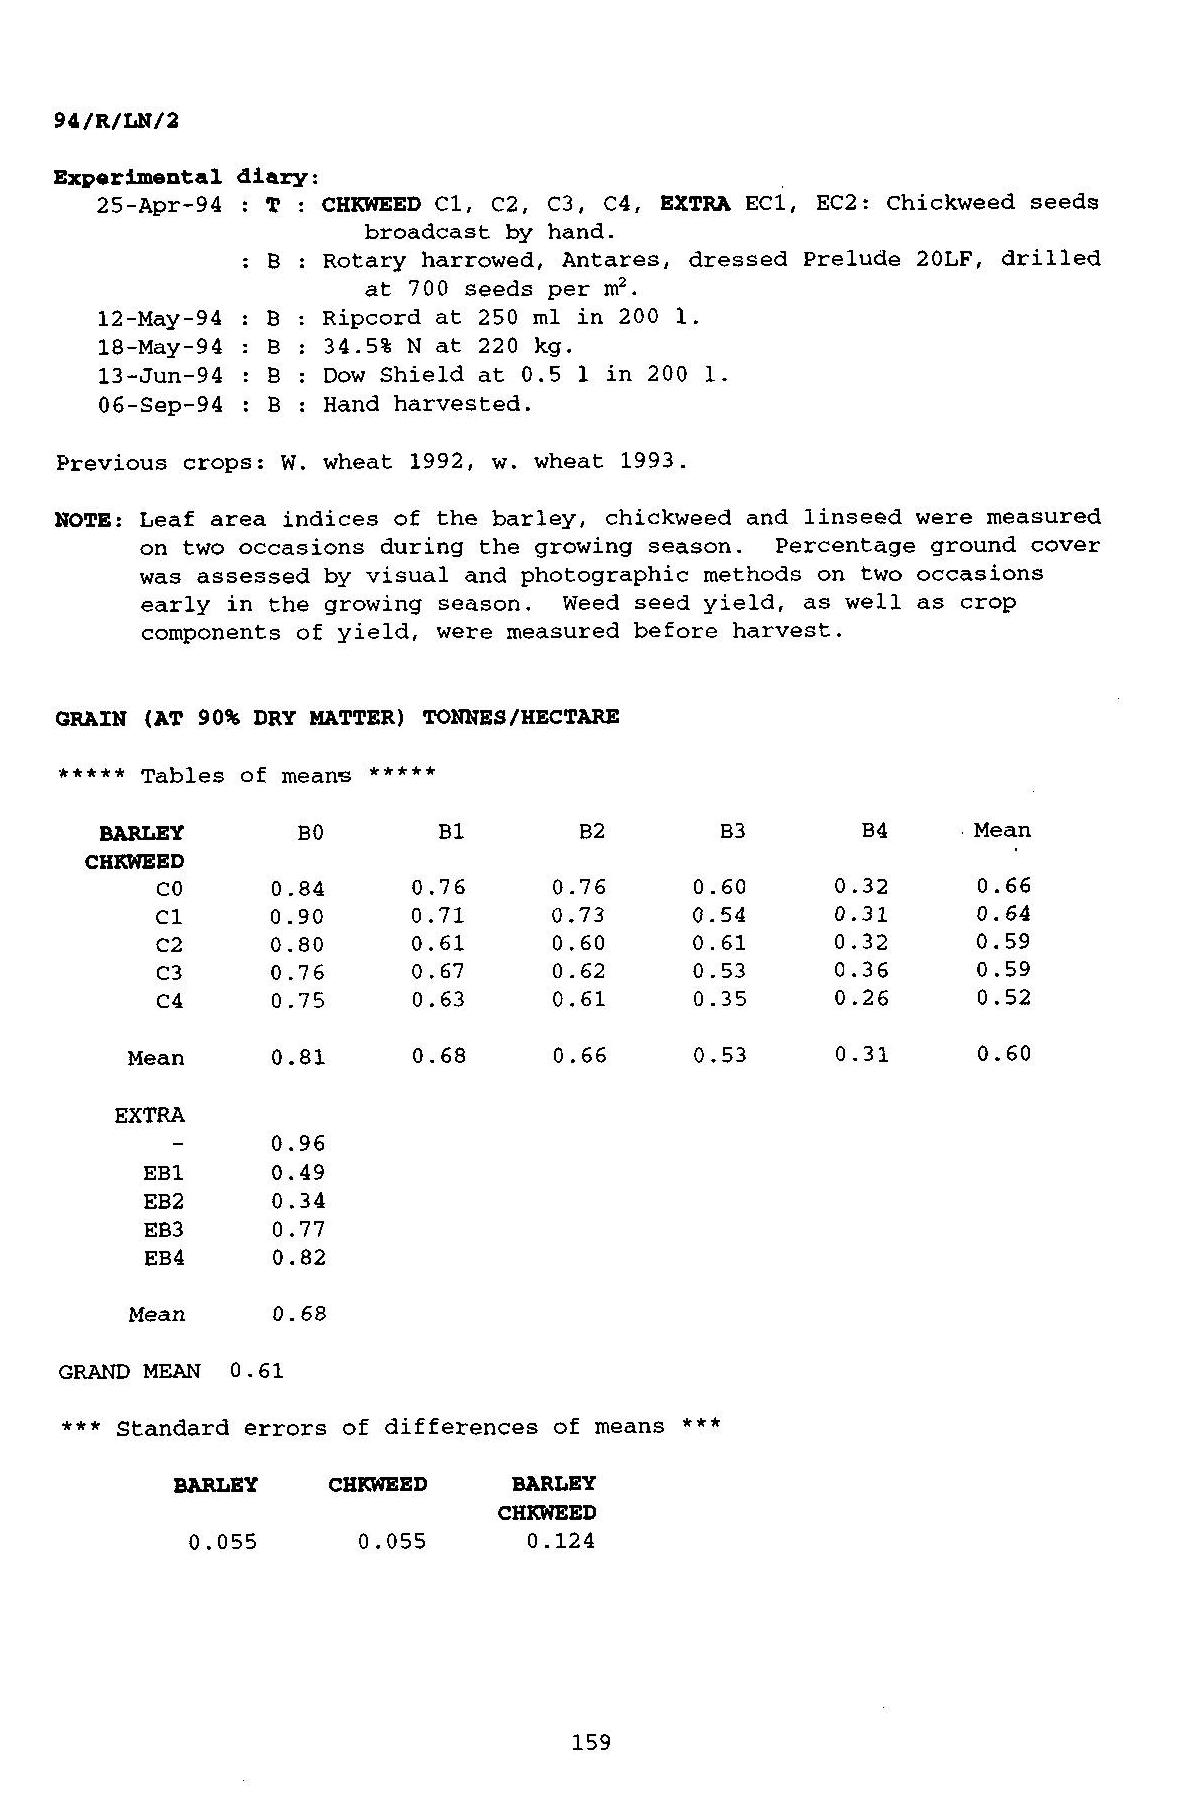 94/R/LN/2
Experimental diary:
25-Apr-94 : T : CHKWEED C1, C2, C3, C4, EXTRA EC1, EC2: Chickweed seeds
broadcast by hand.
: B : Rotary harrowed, Antares, dressed Prelude 20LF, drilled
at 700 seeds per m².
12-May-94 : B : Ripcord at 250 ml in 200 l.
18-May-94 : B : 34.5% N at 220 kg.
13-Jun-94 : B : Dow Shield at 0.5 l in 200 l.
06-Sep-94 : B : Hand harvested.
Previous crops: W. wheat 1992, w. wheat 1993.
NOTE: Leaf area indices of the barley, chickweed and linseed were measured
on two occasions during the growing season. Percentage ground cover
was assessed by visual and photographic methods on two occasions
early in the growing season. Weed seed yield, as well as crop
components of yield, were measured before harvest.
GRAIN (AT 90% DRY MATTER) TONNES/HECTARE
***** Tables of means *****
BARLEY B0 B1 B2 B3 B4 Mean
CHKWEED
C0 0.84 0.76 0.76 0.60 0.32 0.66
C1 0.90 0.71 0.73 0.54 0.31 0.64
C2 0.80 0.61 0.60 0.61 0.32 0.59
C3 0.76 0.67 0.62 0.53 0.36 0.59
C4 0.75 0.63 0.61 0.35 0.26 0.52
Mean 0.81 0.68 0.66 0.53 0.31 0.60
EXTRA
- 0.96
EB1 0.49
EB2 0.34
EB3 0.77
EB4 0.82
Mean 0.68
GRAND MEAN 0.61
*** Standard errors of differences of means ***
BARLEY CHKWEED BARLEY
CHKWEED
0.055 0.055 0.124
159